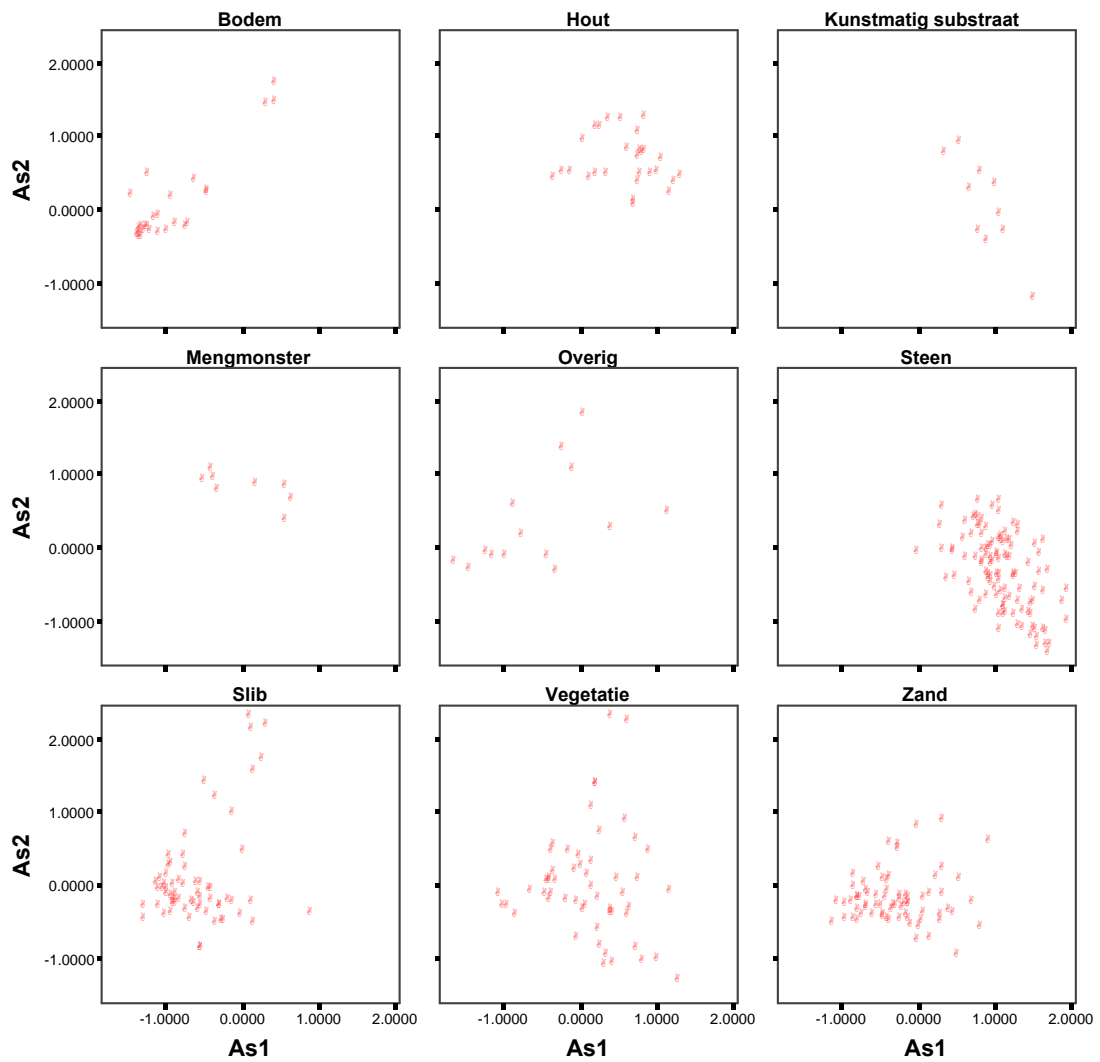 Bodem Hout Kunstmatig substraat
2.0000
1.0000
0.0000
-1.0000
As2
Mengmonster Overig Steen
2.0000
1.0000
0.0000
-1.0000
As2
Slib Vegetatie Zand
2.0000
1.0000
0.0000
-1.0000
As2
-1.0000 0.0000 1.0000 2.0000 -1.0000 0.0000 1.0000 2.0000 -1.0000 0.0000 1.0000 2.0000
As1 As1 As1